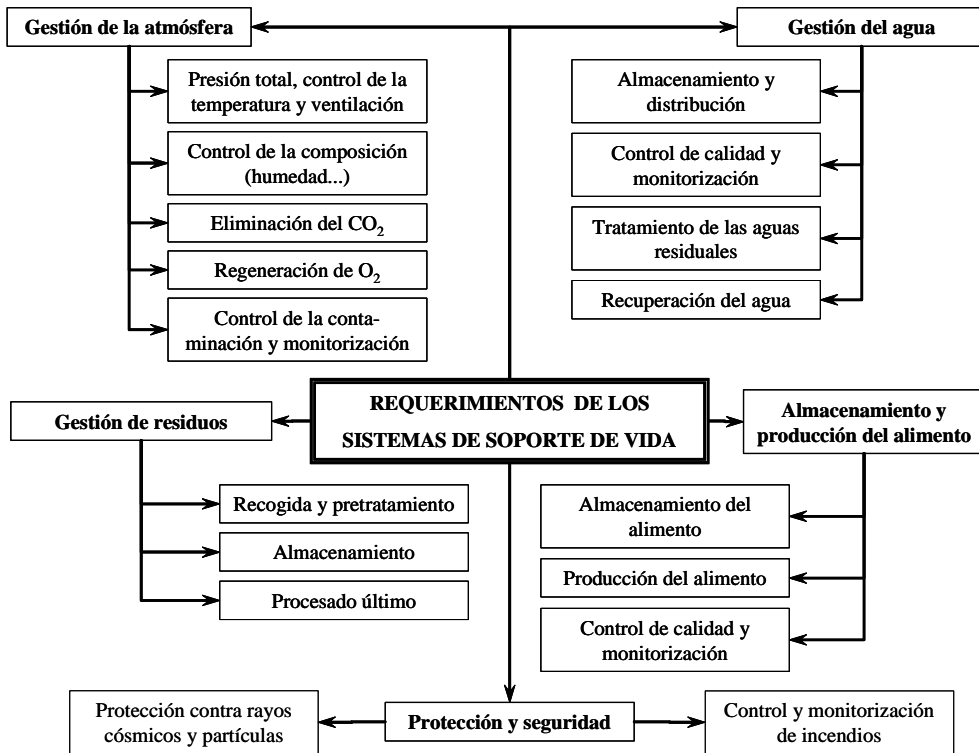 Gestión de la atmósfera
Presión total, control de la
temperatura y ventilación
Control de la composición
(humedad...)
Eliminación del CO₂
Regeneración de O₂
Control de la conta-
minación y monitorización
Gestión del agua
Almacenamiento y
distribución
Control de calidad y
monitorización
Tratamiento de las aguas
residuales
Recuperación del agua
REQUERIMIENTOS DE LOS
SISTEMAS DE SOPORTE DE VIDA
Gestión de residuos
Recogida y pretratamiento
Almacenamiento
Procesado último
Almacenamiento y
producción del alimento
Almacenamiento del
alimento
Producción del alimento
Control de calidad y
monitorización
Protección y seguridad
Protección contra rayos
cósmicos y partículas
Control y monitorización
de incendios